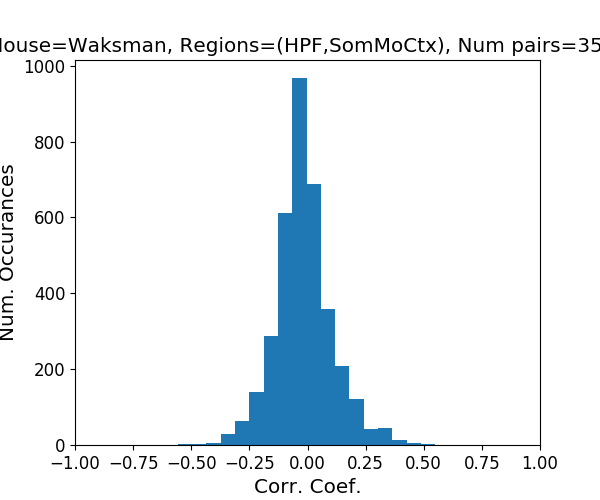 House=Waksman, Regions=(HPF,SomMoCtx), Num pairs=35
Num. Occurances
1000
800
600
400
200
0
−1.00 −0.75 −0.50 −0.25 0.00 0.25 0.50 0.75 1.00
Corr. Coef.